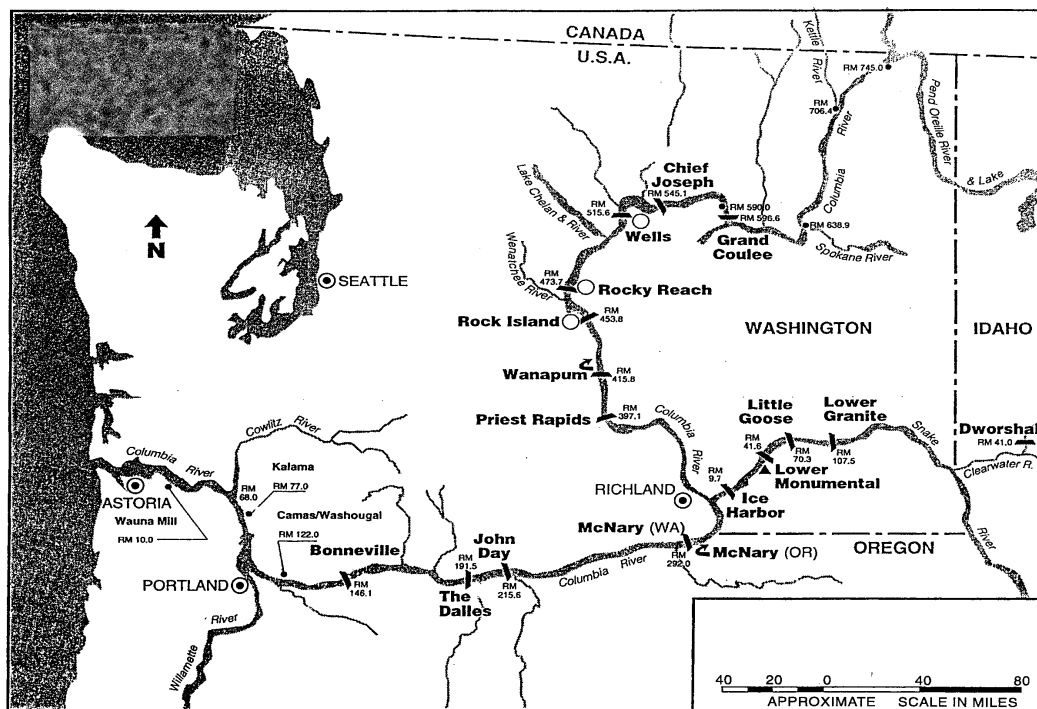 CANADA
U.S.A.
Kettle River
RM 745.0
RM
706.4
Pend Oreille River
& Lake
Columbia
River
Chief
Joseph
RM 545.1
RM 590.0
RM 596.6
RM 638.9
Lake Chelan & River
RM
515.6
Wells
Grand
Coulee
Spokane River
N
SEATTLE
Wenatchee
River
RM
473.7
Rocky Reach
Rock Island
RM
453.8
WASHINGTON
IDAHO
Wanapum
RM
415.8
Priest Rapids
RM
397.1
Columbia
River
Little
Goose
Lower
Granite
Snake
River
Dworshal
RM 41.0
Clearwater R.
RM
41.6
RM
70.3
RM
107.5
Lower
Monumental
RM
9.7
Ice
Harbor
RICHLAND
Cowlitz River
Columbia River
Kalama
RM
68.0
RM 77.0
ASTORIA
Wauna Mill
RM 10.0
Camas/Washougal
RM 122.0
Bonneville
RM
146.1
John
Day
RM
191.5
RM
215.6
The
Dalles
Columbia River
McNary (WA)
RM
292.0
McNary (OR)
OREGON
PORTLAND
Willamette
River
40 20 0 40 80
APPROXIMATE SCALE IN MILES